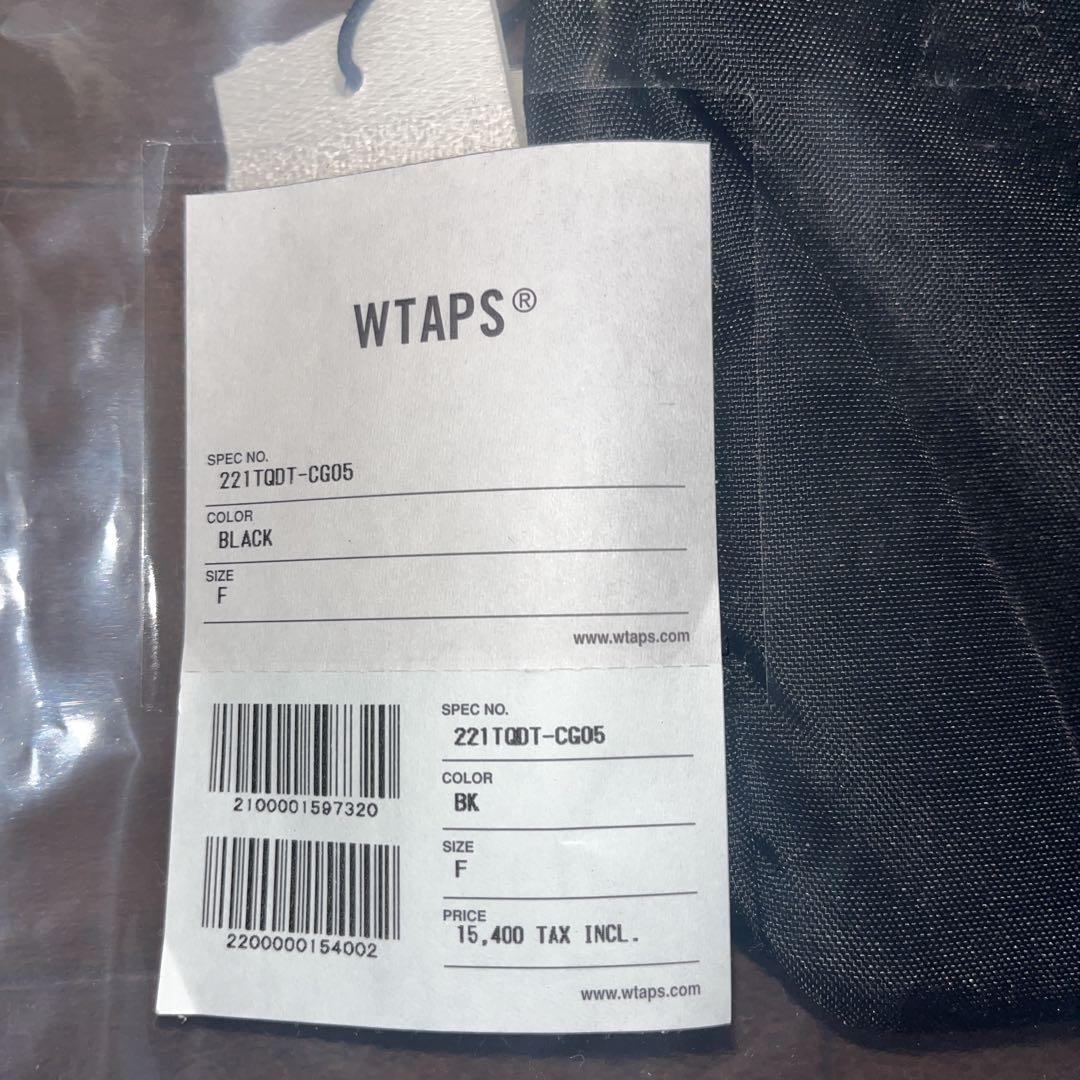 WTAPS®
SPEC NO.
221TQDT-CG05
COLOR
BLACK
SIZE
F
www.wtaps.com
2100001597320
2200000154002
SPEC NO.
221TQDT-CG05
COLOR
BK
SIZE
F
PRICE
15,400 TAX INCL.
www.wtaps.com